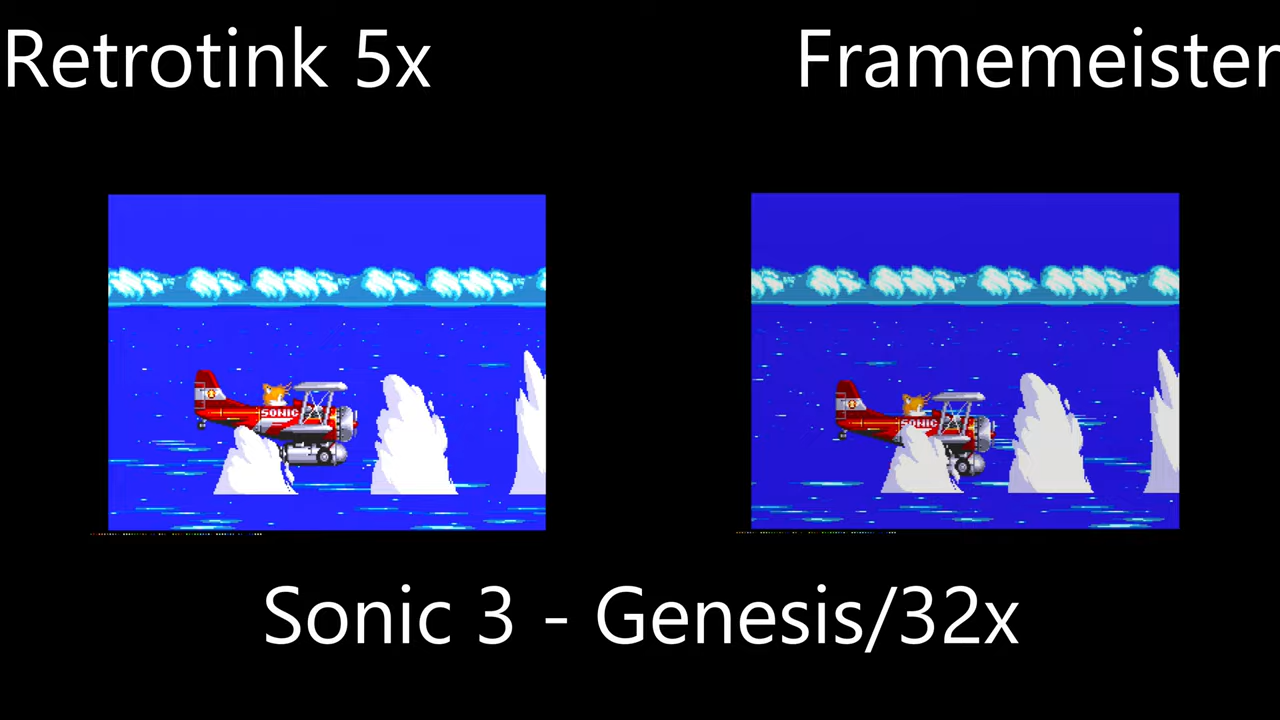 Retrotink 5x
Framemeister
SONIC
SONIC
Sonic 3 - Genesis/32x